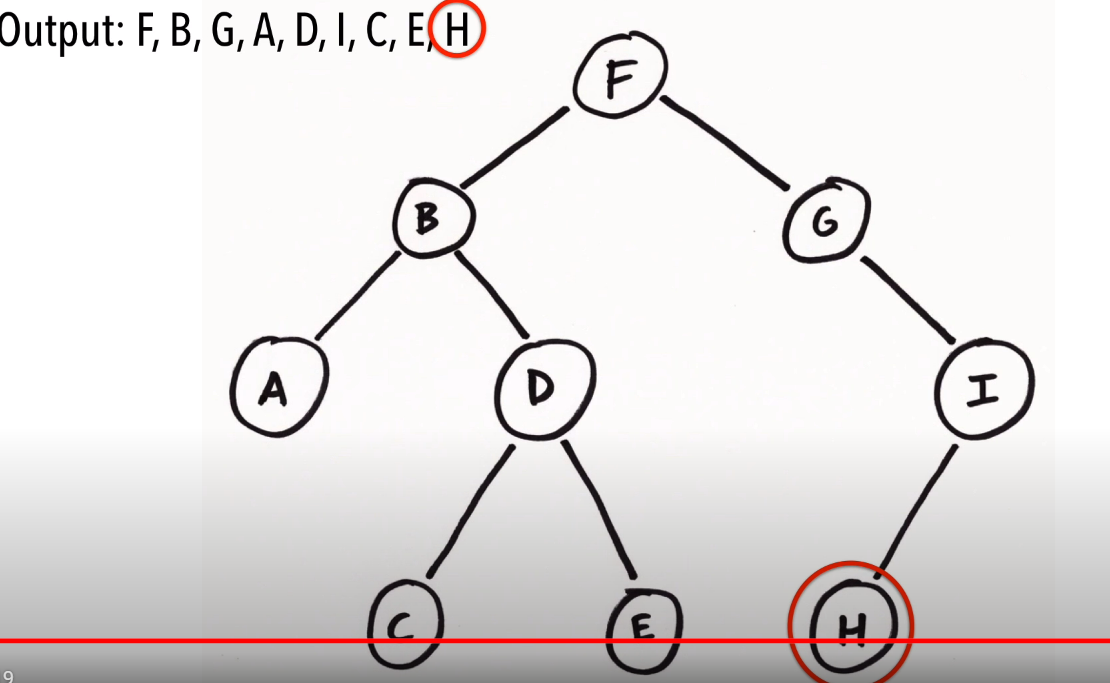 Output: F, B, G, A, D, I, C, E, H
F
B
G
A
D
I
C
E
H
9